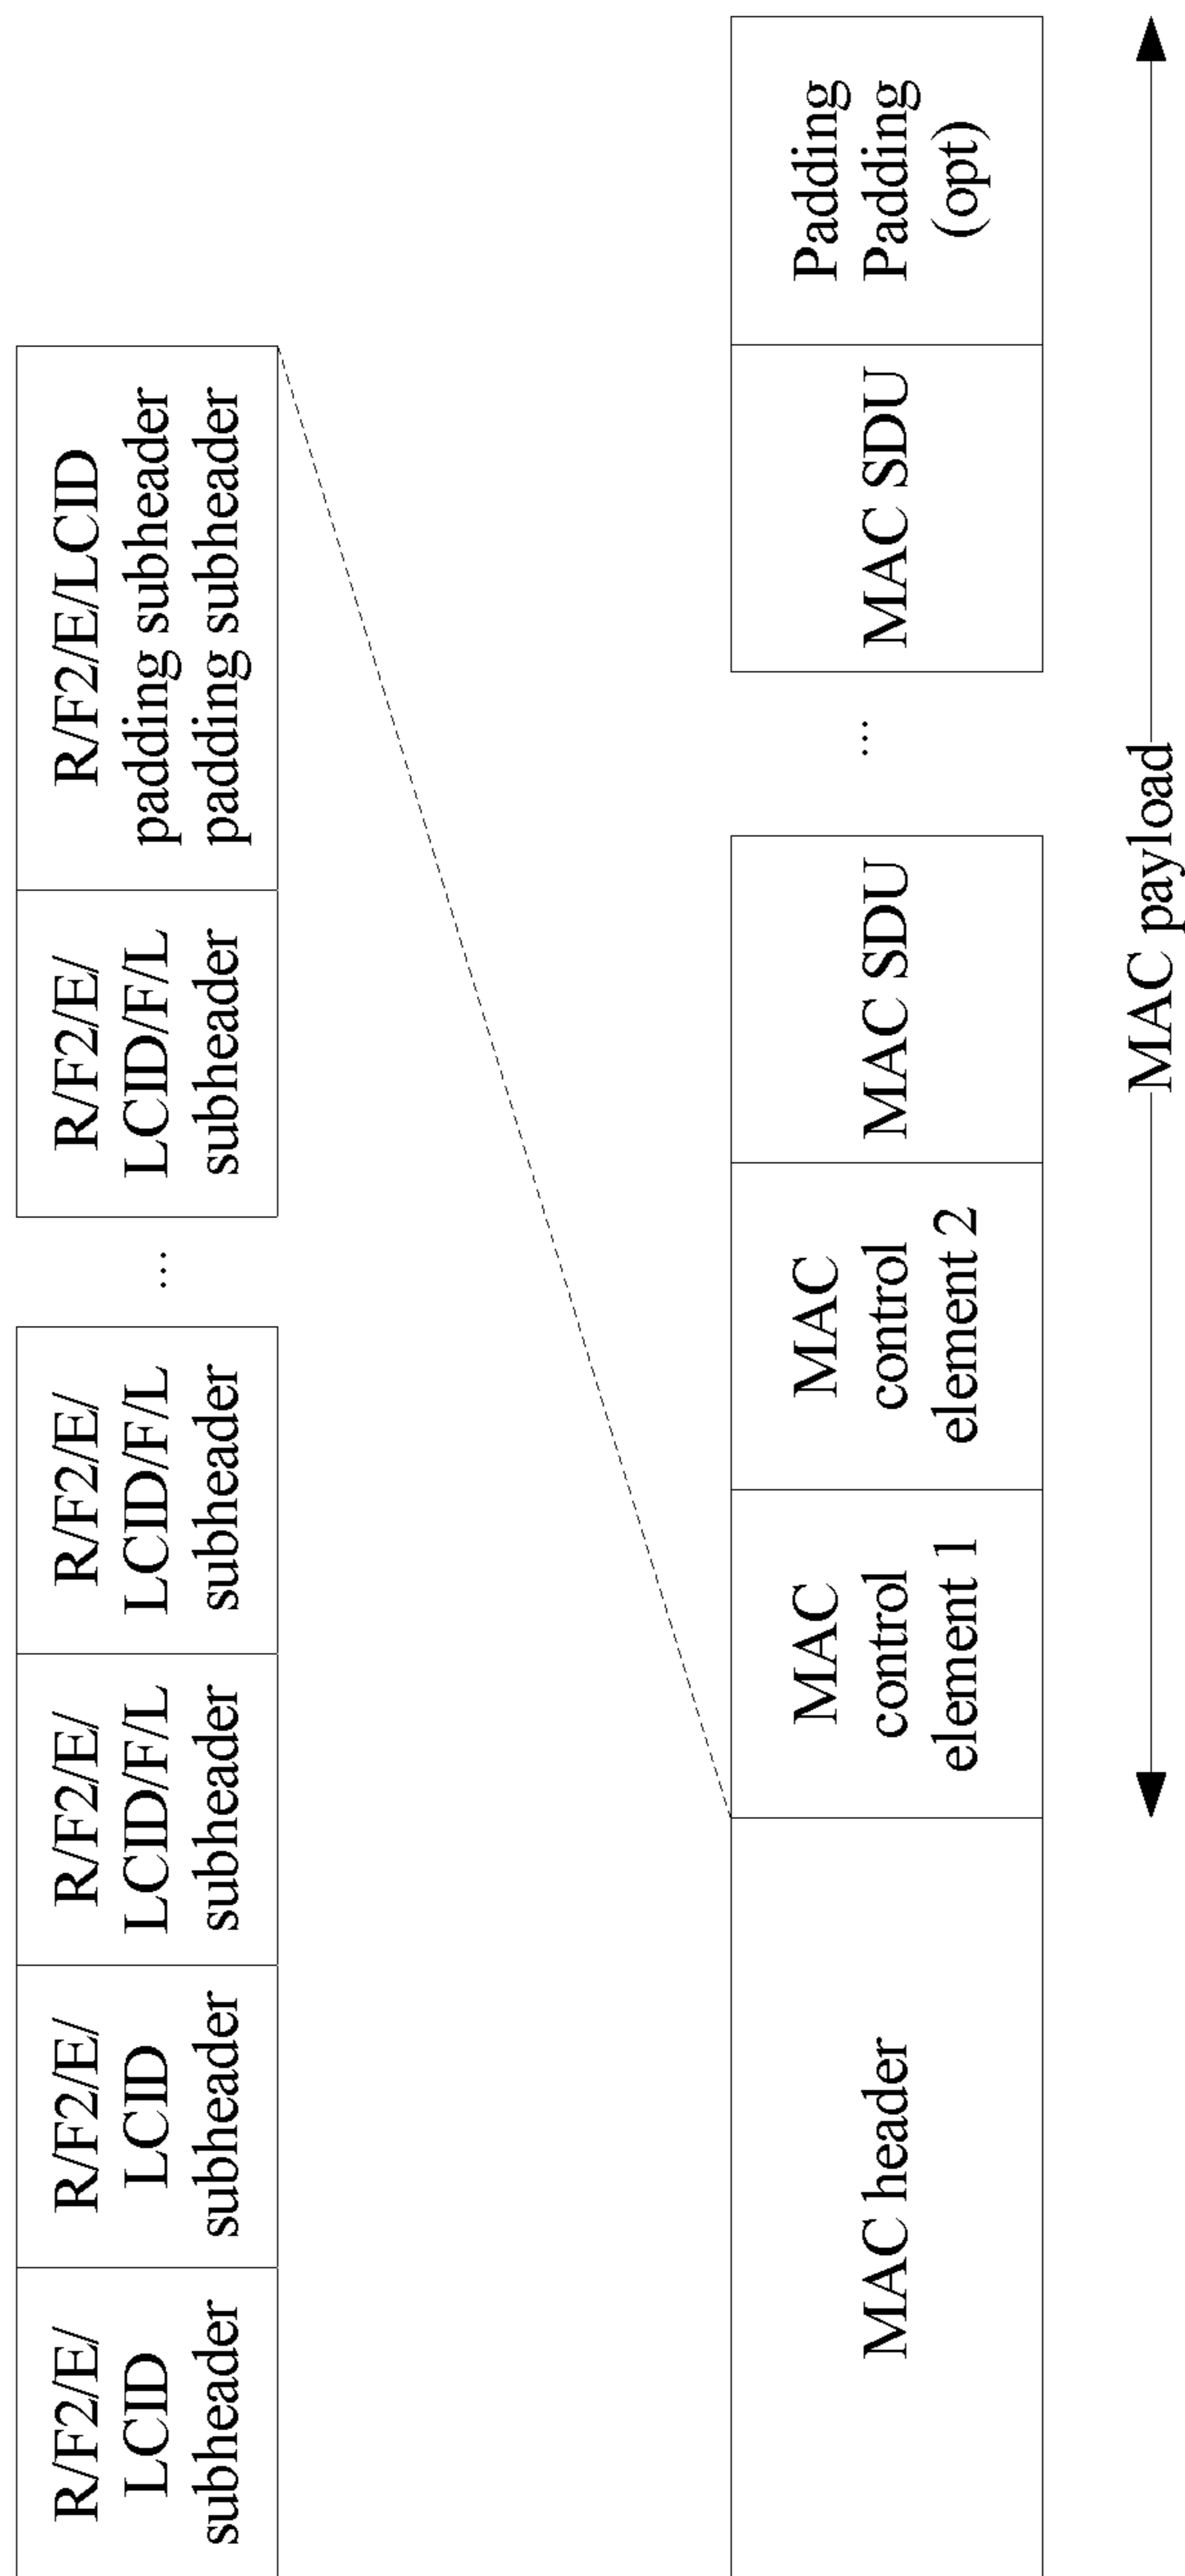 R/F2/E/
LCID
subheader
R/F2/E/
LCID
subheader
R/F2/E/
LCID/F/L
subheader
R/F2/E/
LCID/F/L
subheader
...
R/F2/E/
LCID/F/L
subheader
R/F2/E/LCID
padding subheader
padding subheader
MAC header
MAC
control
element 1
MAC
control
element 2
MAC SDU
...
MAC SDU
Padding
Padding
(opt)
MAC payload